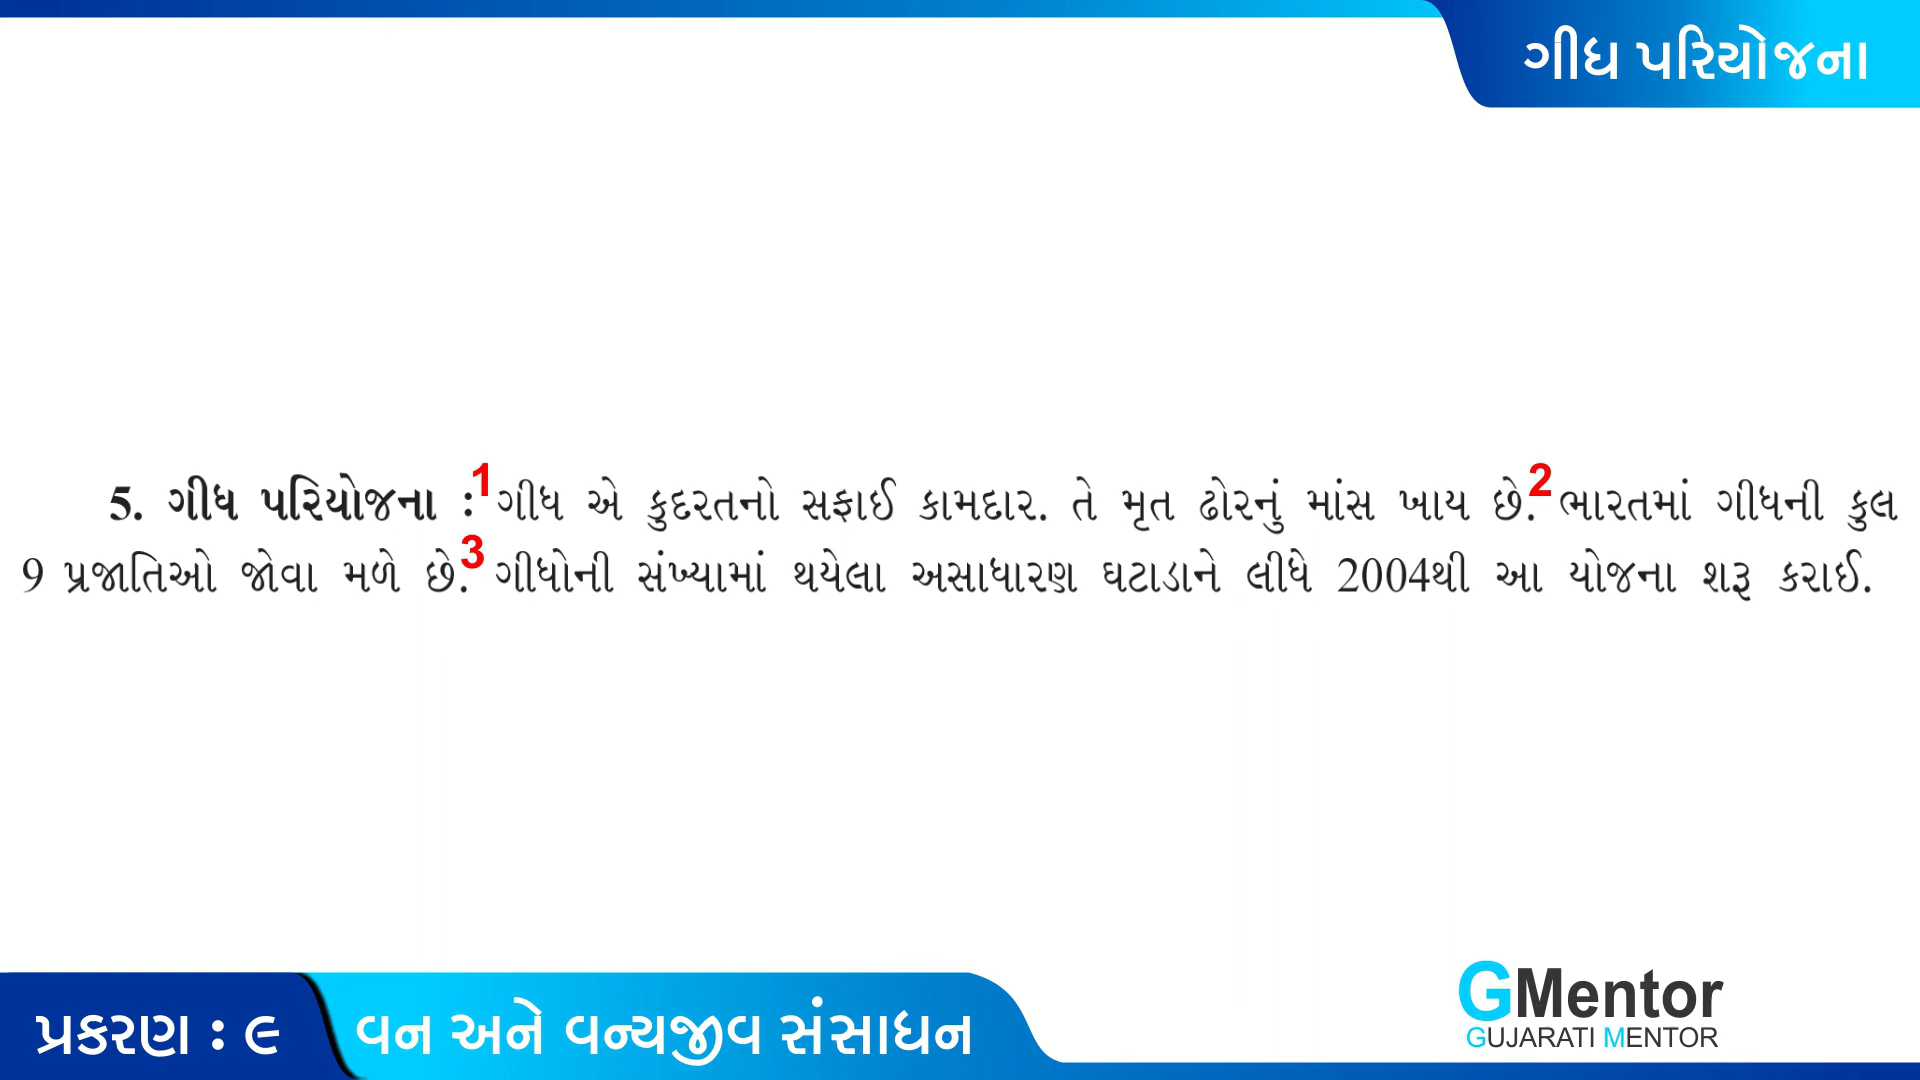 ગીધ પરિયોજના
5. ગીધ પરિયોજના : 1 ગીધ એ કુદરતનો સફાઈ કામદાર. તે મૃત ઢોરનું માંસ ખાય છે. 2 ભારતમાં ગીધની કુલ
9 પ્રજાતિઓ જોવા મળે છે. 3 ગીધોની સંખ્યામાં થયેલા અસાધારણ ઘટાડાને લીધે 2004થી આ યોજના શરૂ કરાઈ.
GMentor
GUJARATI MENTOR
પ્રકરણ : ૯ વન અને વન્યજીવ સંસાધન